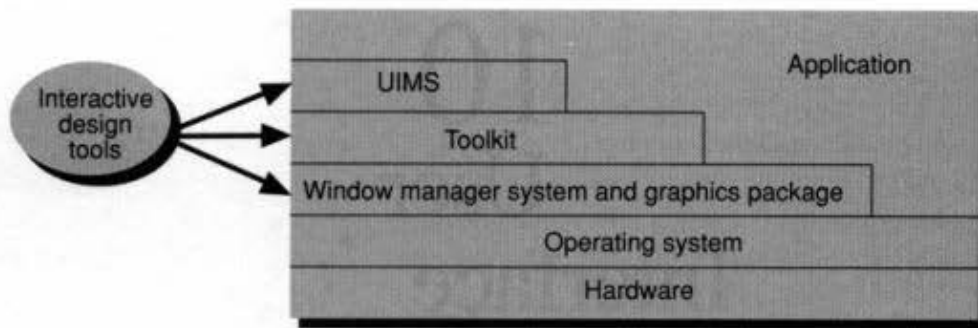 Application
UIMS
Interactive
design
tools
Toolkit
Window manager system and graphics package
Operating system
Hardware